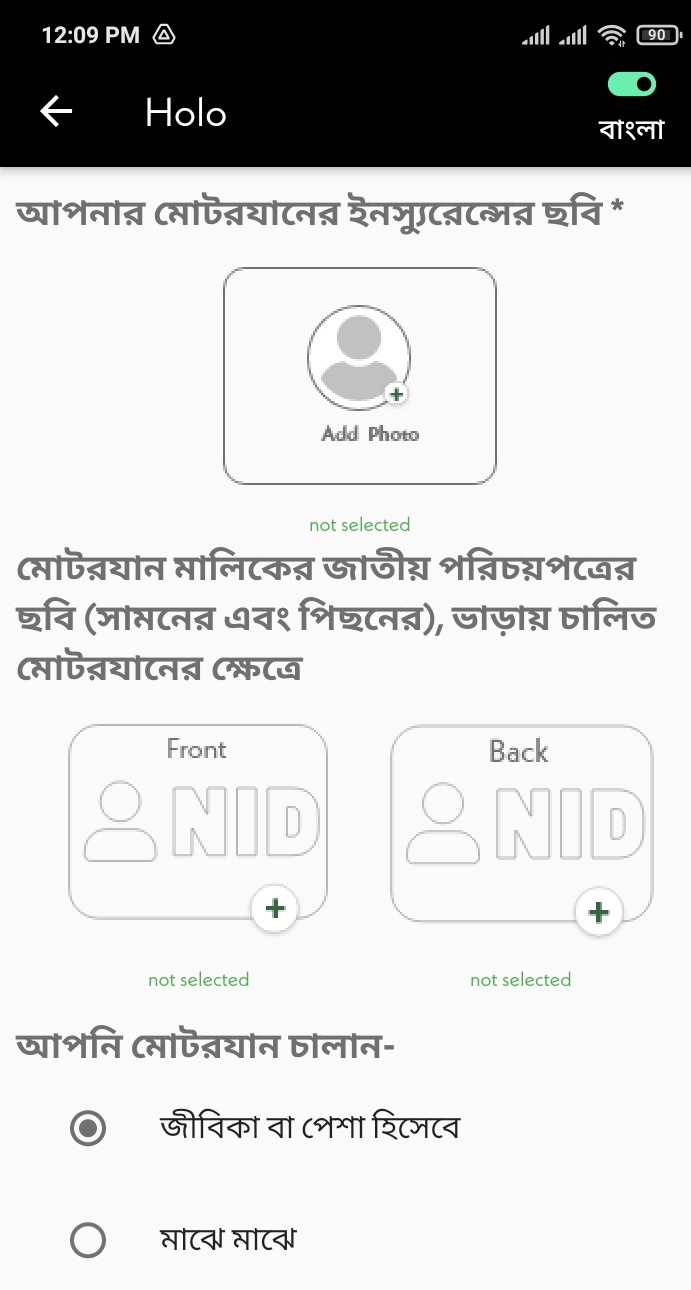 12:09 PM 90
Holo
বাংলা
আপনার মোটরযানের ইনস্যুরেন্সের ছবি *
Add Photo
not selected
মোটরযান মালিকের জাতীয় পরিচয়পত্রের
ছবি (সামনের এবং পিছনের), ভাড়ায় চালিত
মোটরযানের ক্ষেত্রে
Front Back
NID NID
not selected not selected
আপনি মোটরযান চালান-
জীবিকা বা পেশা হিসেবে
মাঝে মাঝে